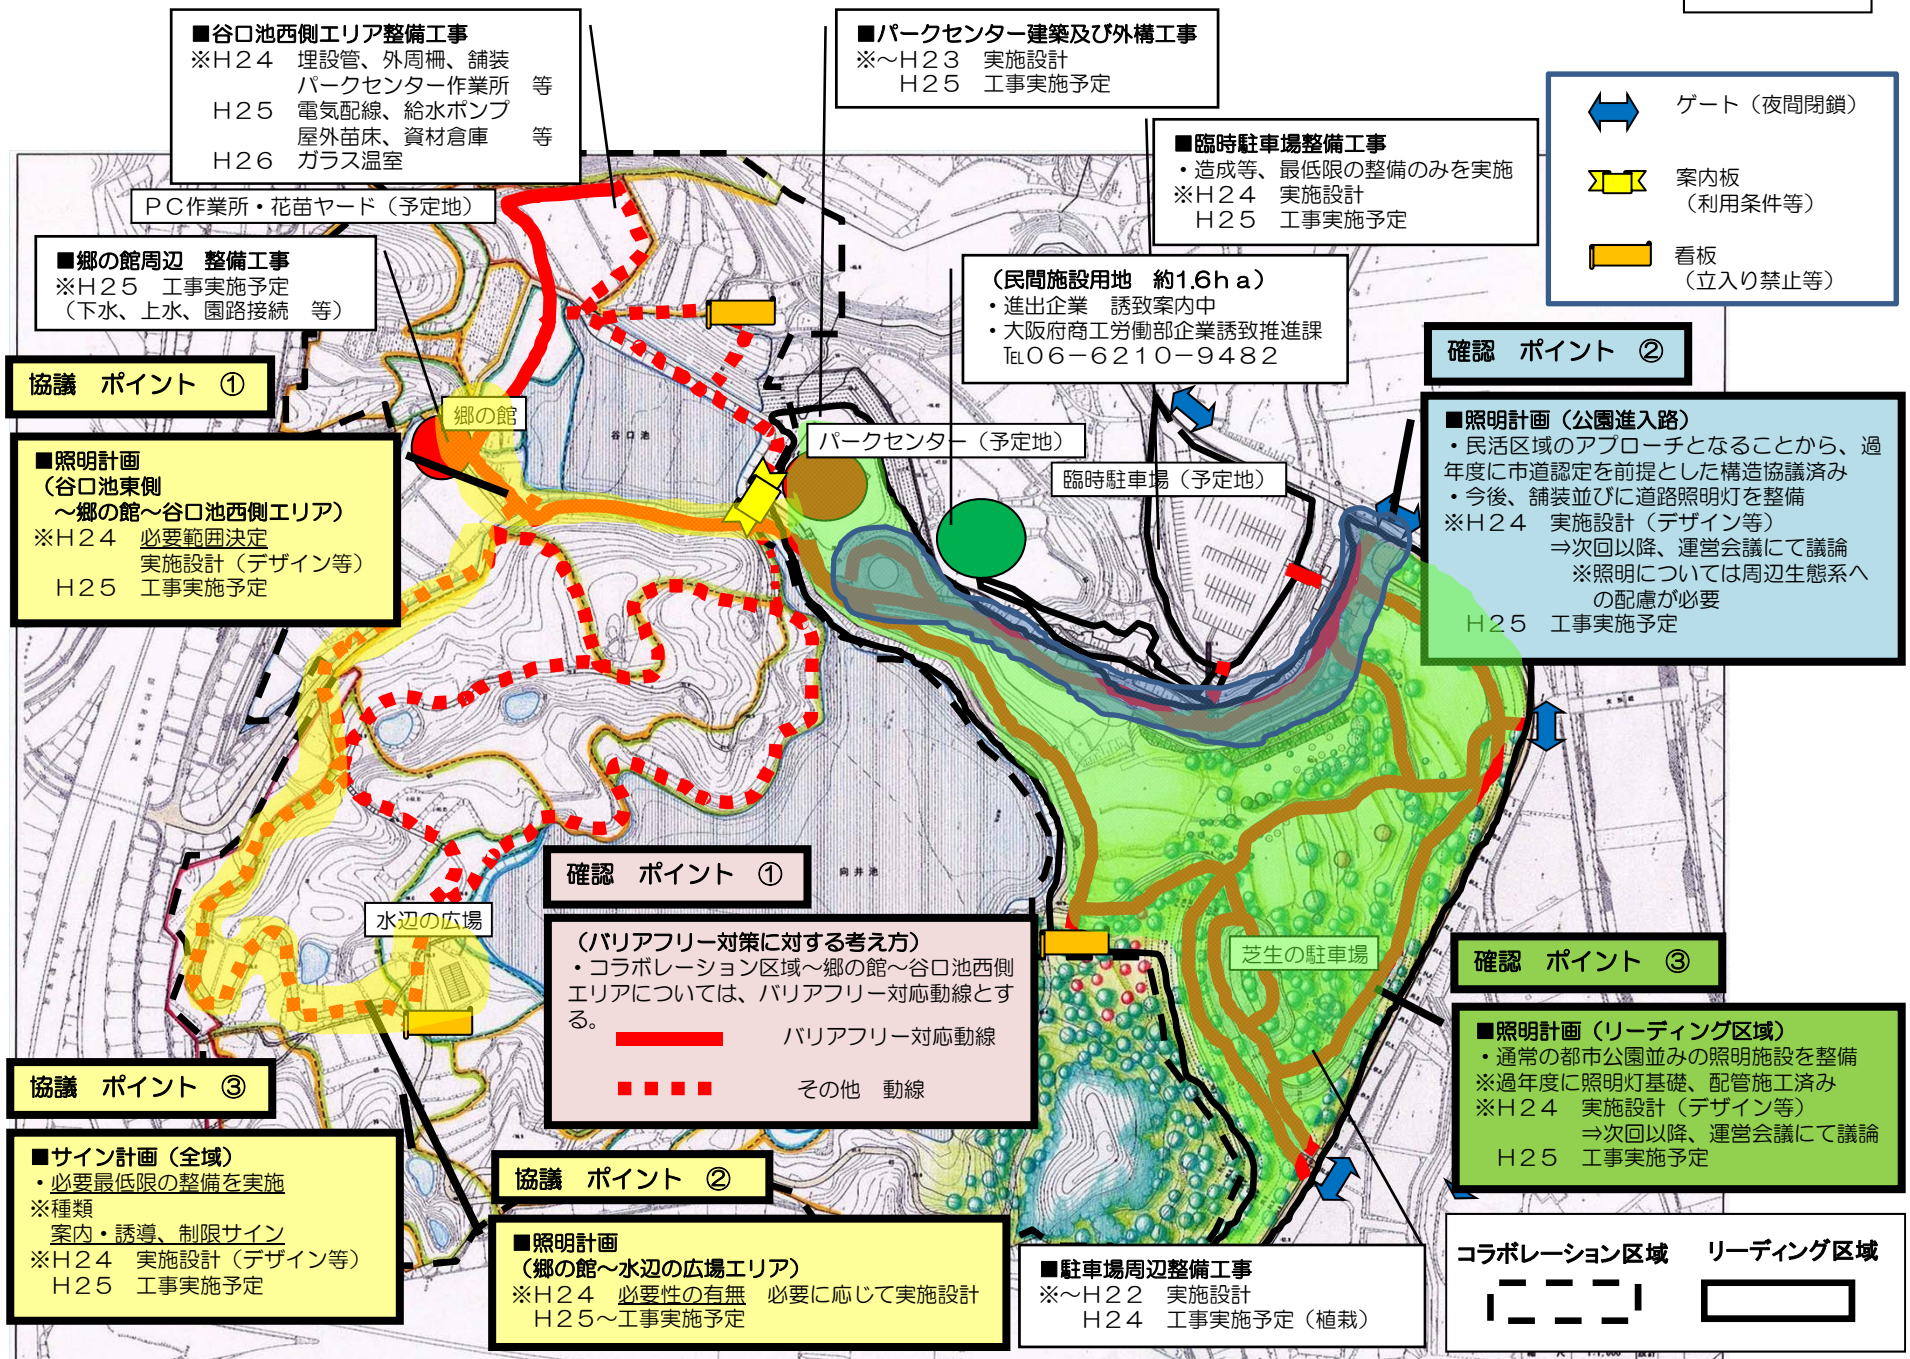 ■谷口池西側エリア整備工事
※H24　埋設管、外周柵、舗装
パークセンター作業所　等
H25　電気配線、給水ポンプ
屋外苗床、資材倉庫　　等
H26　ガラス温室
■パークセンター建築及び外構工事
※～H23　実施設計
H25　工事実施予定
■臨時駐車場整備工事
・造成等、最低限の整備のみを実施
※H24　実施設計
H25　工事実施予定
ゲート（夜間閉鎖）
案内板
（利用条件等）
看板
（立入り禁止等）
PC作業所・花苗ヤード（予定地）
■郷の館周辺　整備工事
※H25　工事実施予定
（下水、上水、園路接続　等）
（民間施設用地　約1.6ha）
・進出企業　誘致案内中
・大阪府商工労働部企業誘致推進課
℡06－6210－9482
協議　ポイント　①
■照明計画
（谷口池東側
～郷の館～谷口池西側エリア）
※H24　必要範囲決定
実施設計（デザイン等）
H25　工事実施予定
郷の館
谷口池
パークセンター（予定地）
臨時駐車場（予定地）
確認　ポイント　②
■照明計画（公園進入路）
・民活区域のアプローチとなることから、過
年度に市道認定を前提とした構造協議済み
・今後、舗装並びに道路照明灯を整備
※H24　実施設計（デザイン等）
⇒次回以降、運営会議にて議論
※照明については周辺生態系へ
の配慮が必要
H25　工事実施予定
確認　ポイント　①
（バリアフリー対策に対する考え方）
・コラボレーション区域～郷の館～谷口池西側
エリアについては、バリアフリー対応動線とす
る。
バリアフリー対応動線
その他　動線
向井池
水辺の広場
芝生の駐車場
確認　ポイント　③
■照明計画（リーディング区域）
・通常の都市公園並みの照明施設を整備
※過年度に照明灯基礎、配管施工済み
※H24　実施設計（デザイン等）
⇒次回以降、運営会議にて議論
H25　工事実施予定
協議　ポイント　③
■サイン計画（全域）
・必要最低限の整備を実施
※種類
案内・誘導、制限サイン
※H24　実施設計（デザイン等）
H25　工事実施予定
協議　ポイント　②
■照明計画
（郷の館～水辺の広場エリア）
※H24　必要性の有無　必要に応じて実施設計
H25～工事実施予定
■駐車場周辺整備工事
※～H22　実施設計
H24　工事実施予定（植栽）
コラボレーション区域　リーディング区域